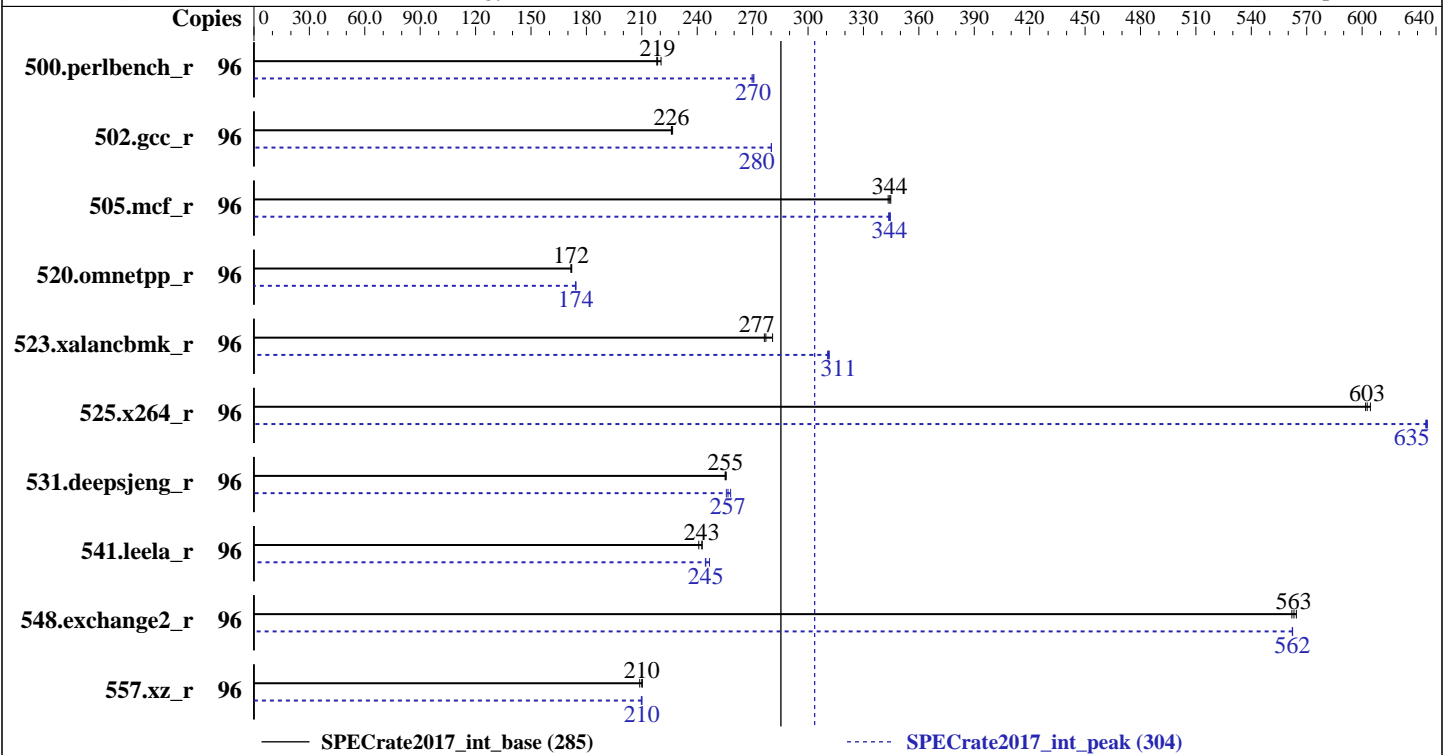 Copies 0 30.0 60.0 90.0 120 150 180 210 240 270 300 330 360 390 420 450 480 510 540 570 600 640
219
500.perlbench_r 96
270
226
502.gcc_r 96
280
344
505.mcf_r 96
344
172
520.omnetpp_r 96
174
277
523.xalancbmk_r 96
311
603
525.x264_r 96
635
255
531.deepsjeng_r 96
257
243
541.leela_r 96
245
563
548.exchange2_r 96
562
210
557.xz_r 96
210
SPECrate2017_int_base (285) SPECrate2017_int_peak (304)